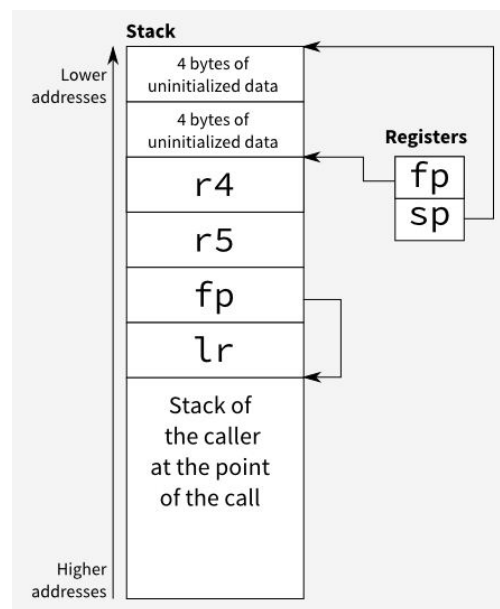 Stack
Lower
addresses
4 bytes of
uninitialized data
4 bytes of
uninitialized data
Registers
fp
sp
r4
r5
fp
lr
Stack of
the caller
at the point
of the call
Higher
addresses